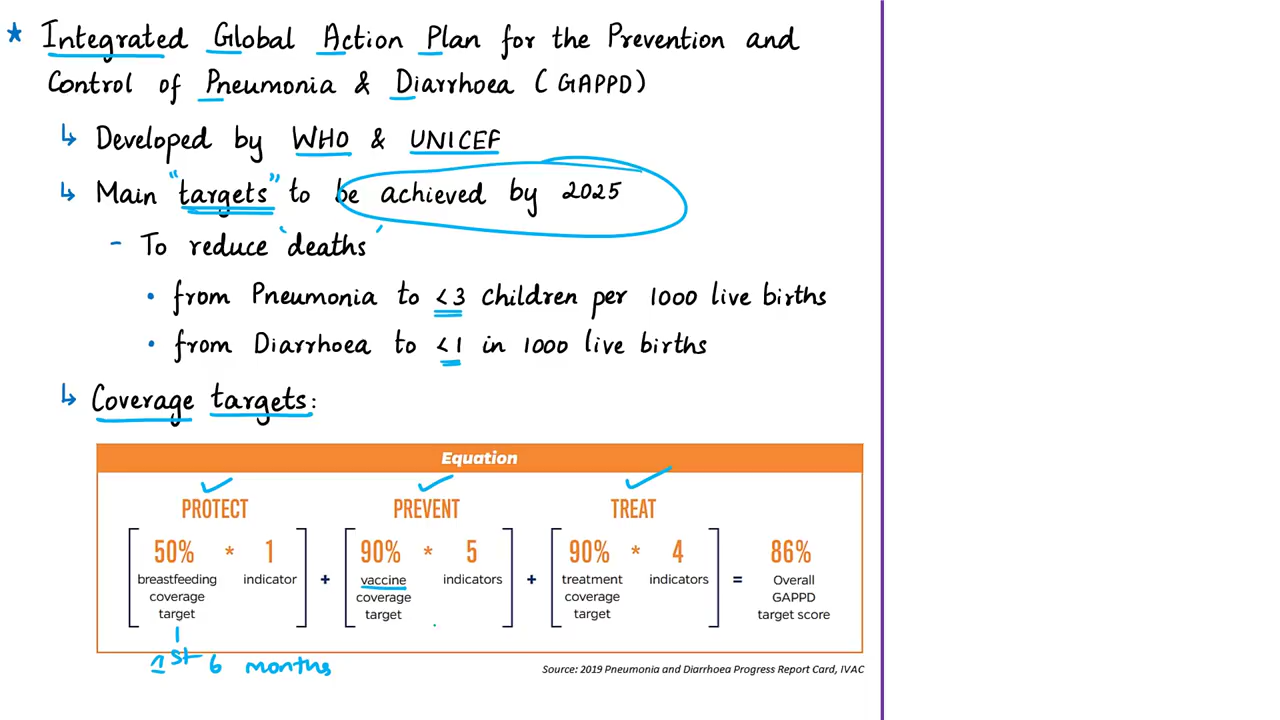 * Integrated Global Action Plan for the Prevention and
Control of Pneumonia & Diarrhoea (GAPPD)
↳ Developed by WHO & UNICEF
↳ Main "targets" to be achieved by 2025
- To reduce 'deaths'
• from Pneumonia to <3 children per 1000 live births
• from Diarrhoea to <1 in 1000 live births
↳ Coverage targets:
Equation
PROTECT PREVENT TREAT
[50% * 1] + [90% * 5] + [90% * 4] = 86%
breastfeeding indicator vaccine indicators treatment indicators Overall
coverage coverage coverage GAPPD
target target target target score
1st 6 months
Source: 2019 Pneumonia and Diarrhoea Progress Report Card, IVAC